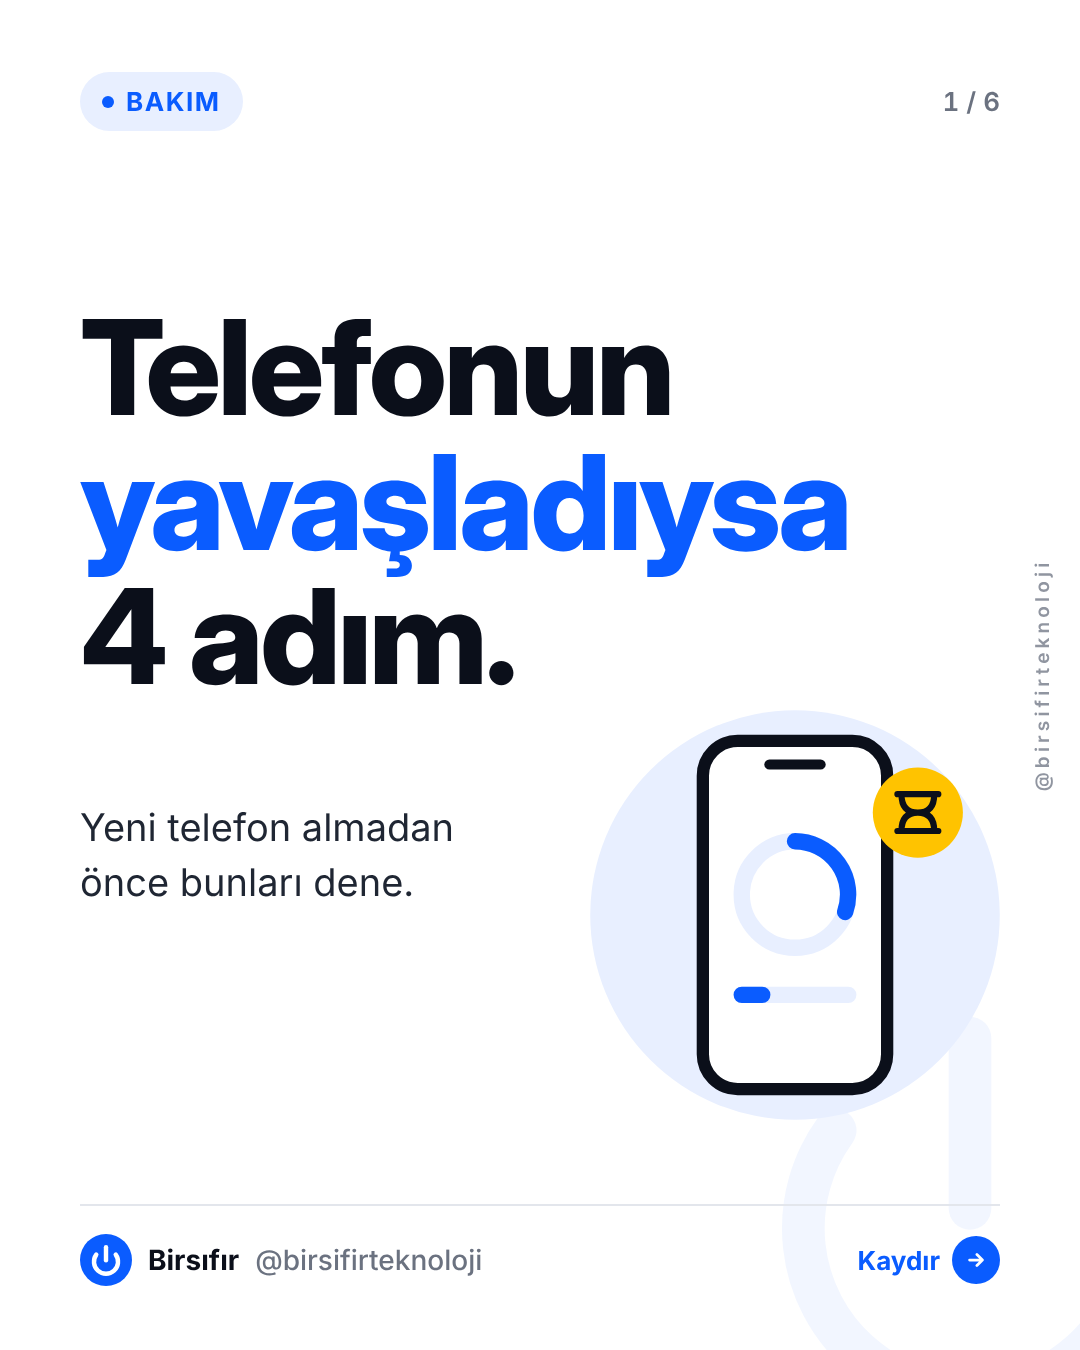 BAKIM
1 / 6
Telefonun
yavaşladıysa
4 adım.
@birsifirteknoloji
Yeni telefon almadan
önce bunları dene.
Birsıfır @birsifirteknoloji
Kaydır